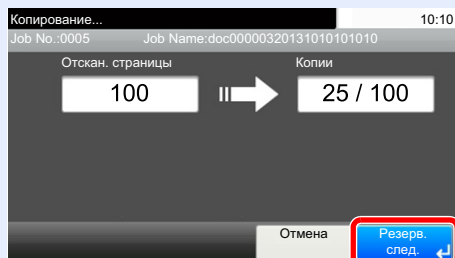 Копирование...
10:10
Job No.:0005 Job Name:doc00000320131010101010
Отскан. страницы
Копии
100
25 / 100
Отмена
Резерв.
след.